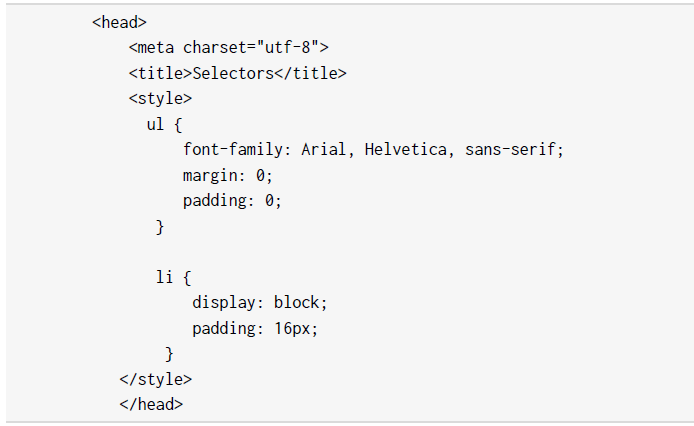 <head>
<meta charset="utf-8">
<title>Selectors</title>
<style>
ul {
font-family: Arial, Helvetica, sans-serif;
margin: 0;
padding: 0;
}
li {
display: block;
padding: 16px;
}
</style>
</head>